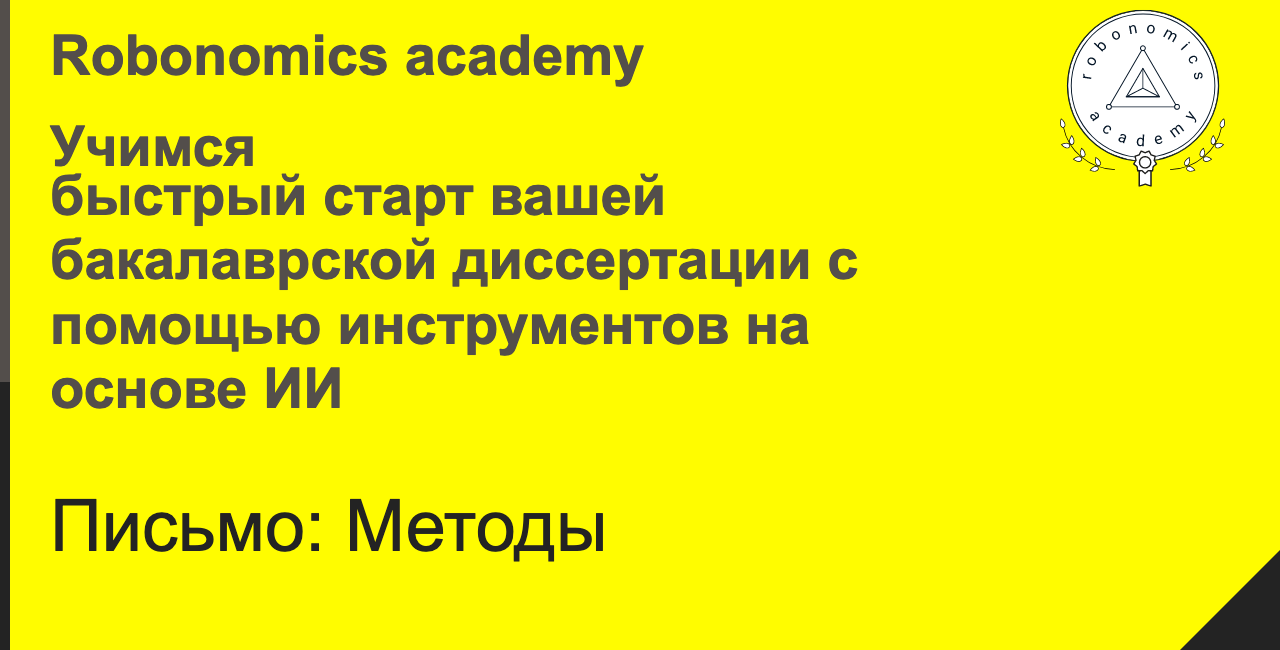 Robonomics academy
robonomics
academy
Учимся
быстрый старт вашей
бакалаврской диссертации с
помощью инструментов на
основе ИИ
Письмо: Методы